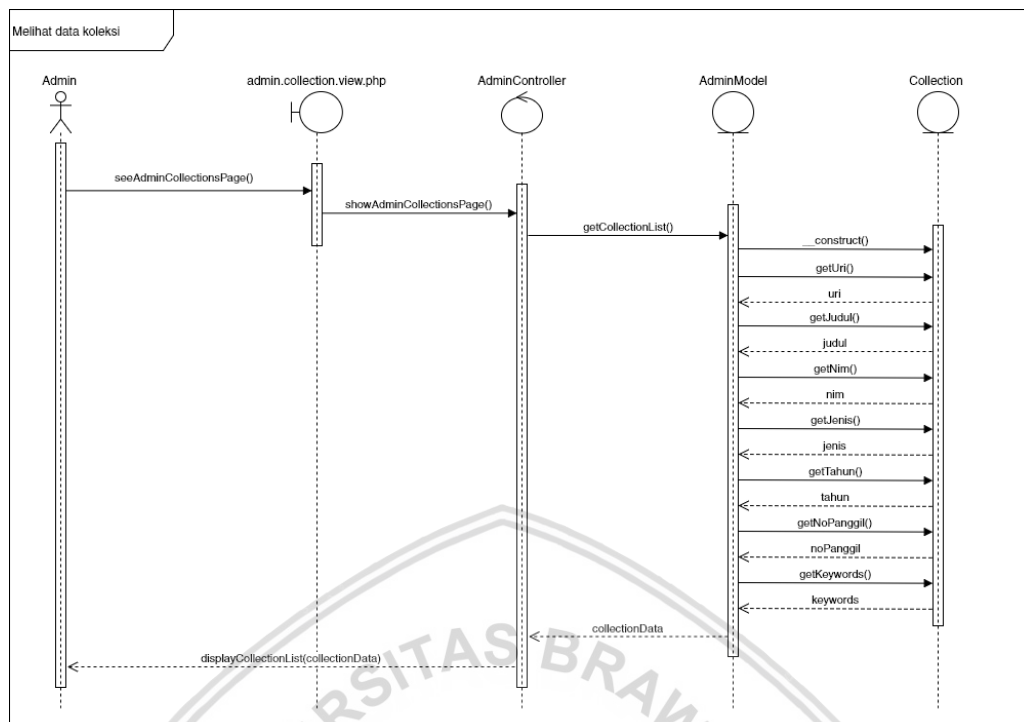 Melihat data koleksi
Admin
admin.collection.view.php
AdminController
AdminModel
Collection
seeAdminCollectionsPage()
showAdminCollectionsPage()
getCollectionList()
__construct()
getUri()
uri
getJudul()
judul
getNim()
nim
getJenis()
jenis
getTahun()
tahun
getNoPanggil()
noPanggil
getKeywords()
keywords
collectionData
displayCollectionList(collectionData)